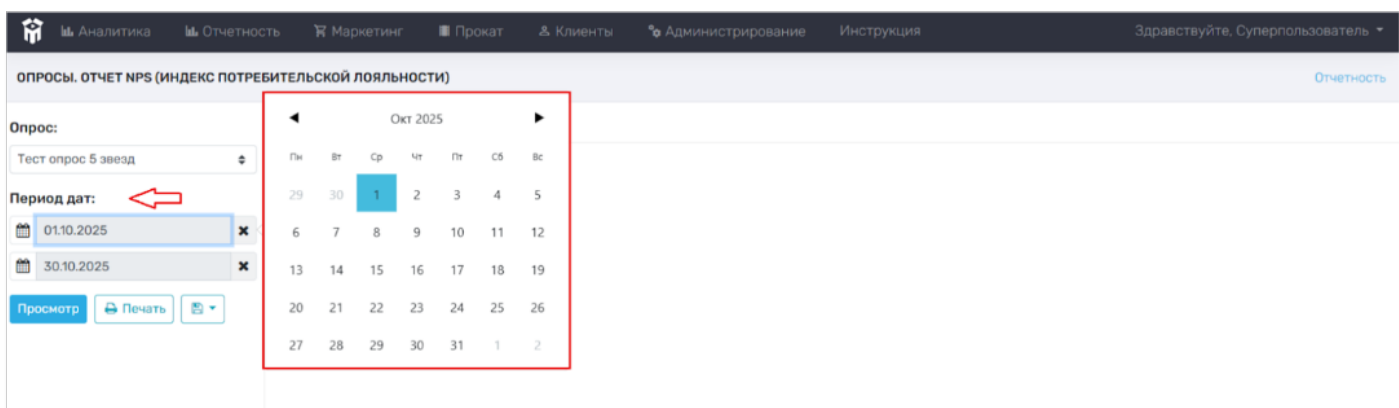 Аналитика Отчетность Маркетинг Прокат Клиенты Администрирование Инструкция Здравствуйте, Суперпользователь
ОПРОСЫ. ОТЧЕТ NPS (ИНДЕКС ПОТРЕБИТЕЛЬСКОЙ ЛОЯЛЬНОСТИ) Отчетность
Опрос:
Тест опрос 5 звезд
Период дат:
01.10.2025
30.10.2025
Просмотр Печать
Окт 2025
Пн Вт Ср Чт Пт Сб Вс
29 30 1 2 3 4 5
6 7 8 9 10 11 12
13 14 15 16 17 18 19
20 21 22 23 24 25 26
27 28 29 30 31 1 2